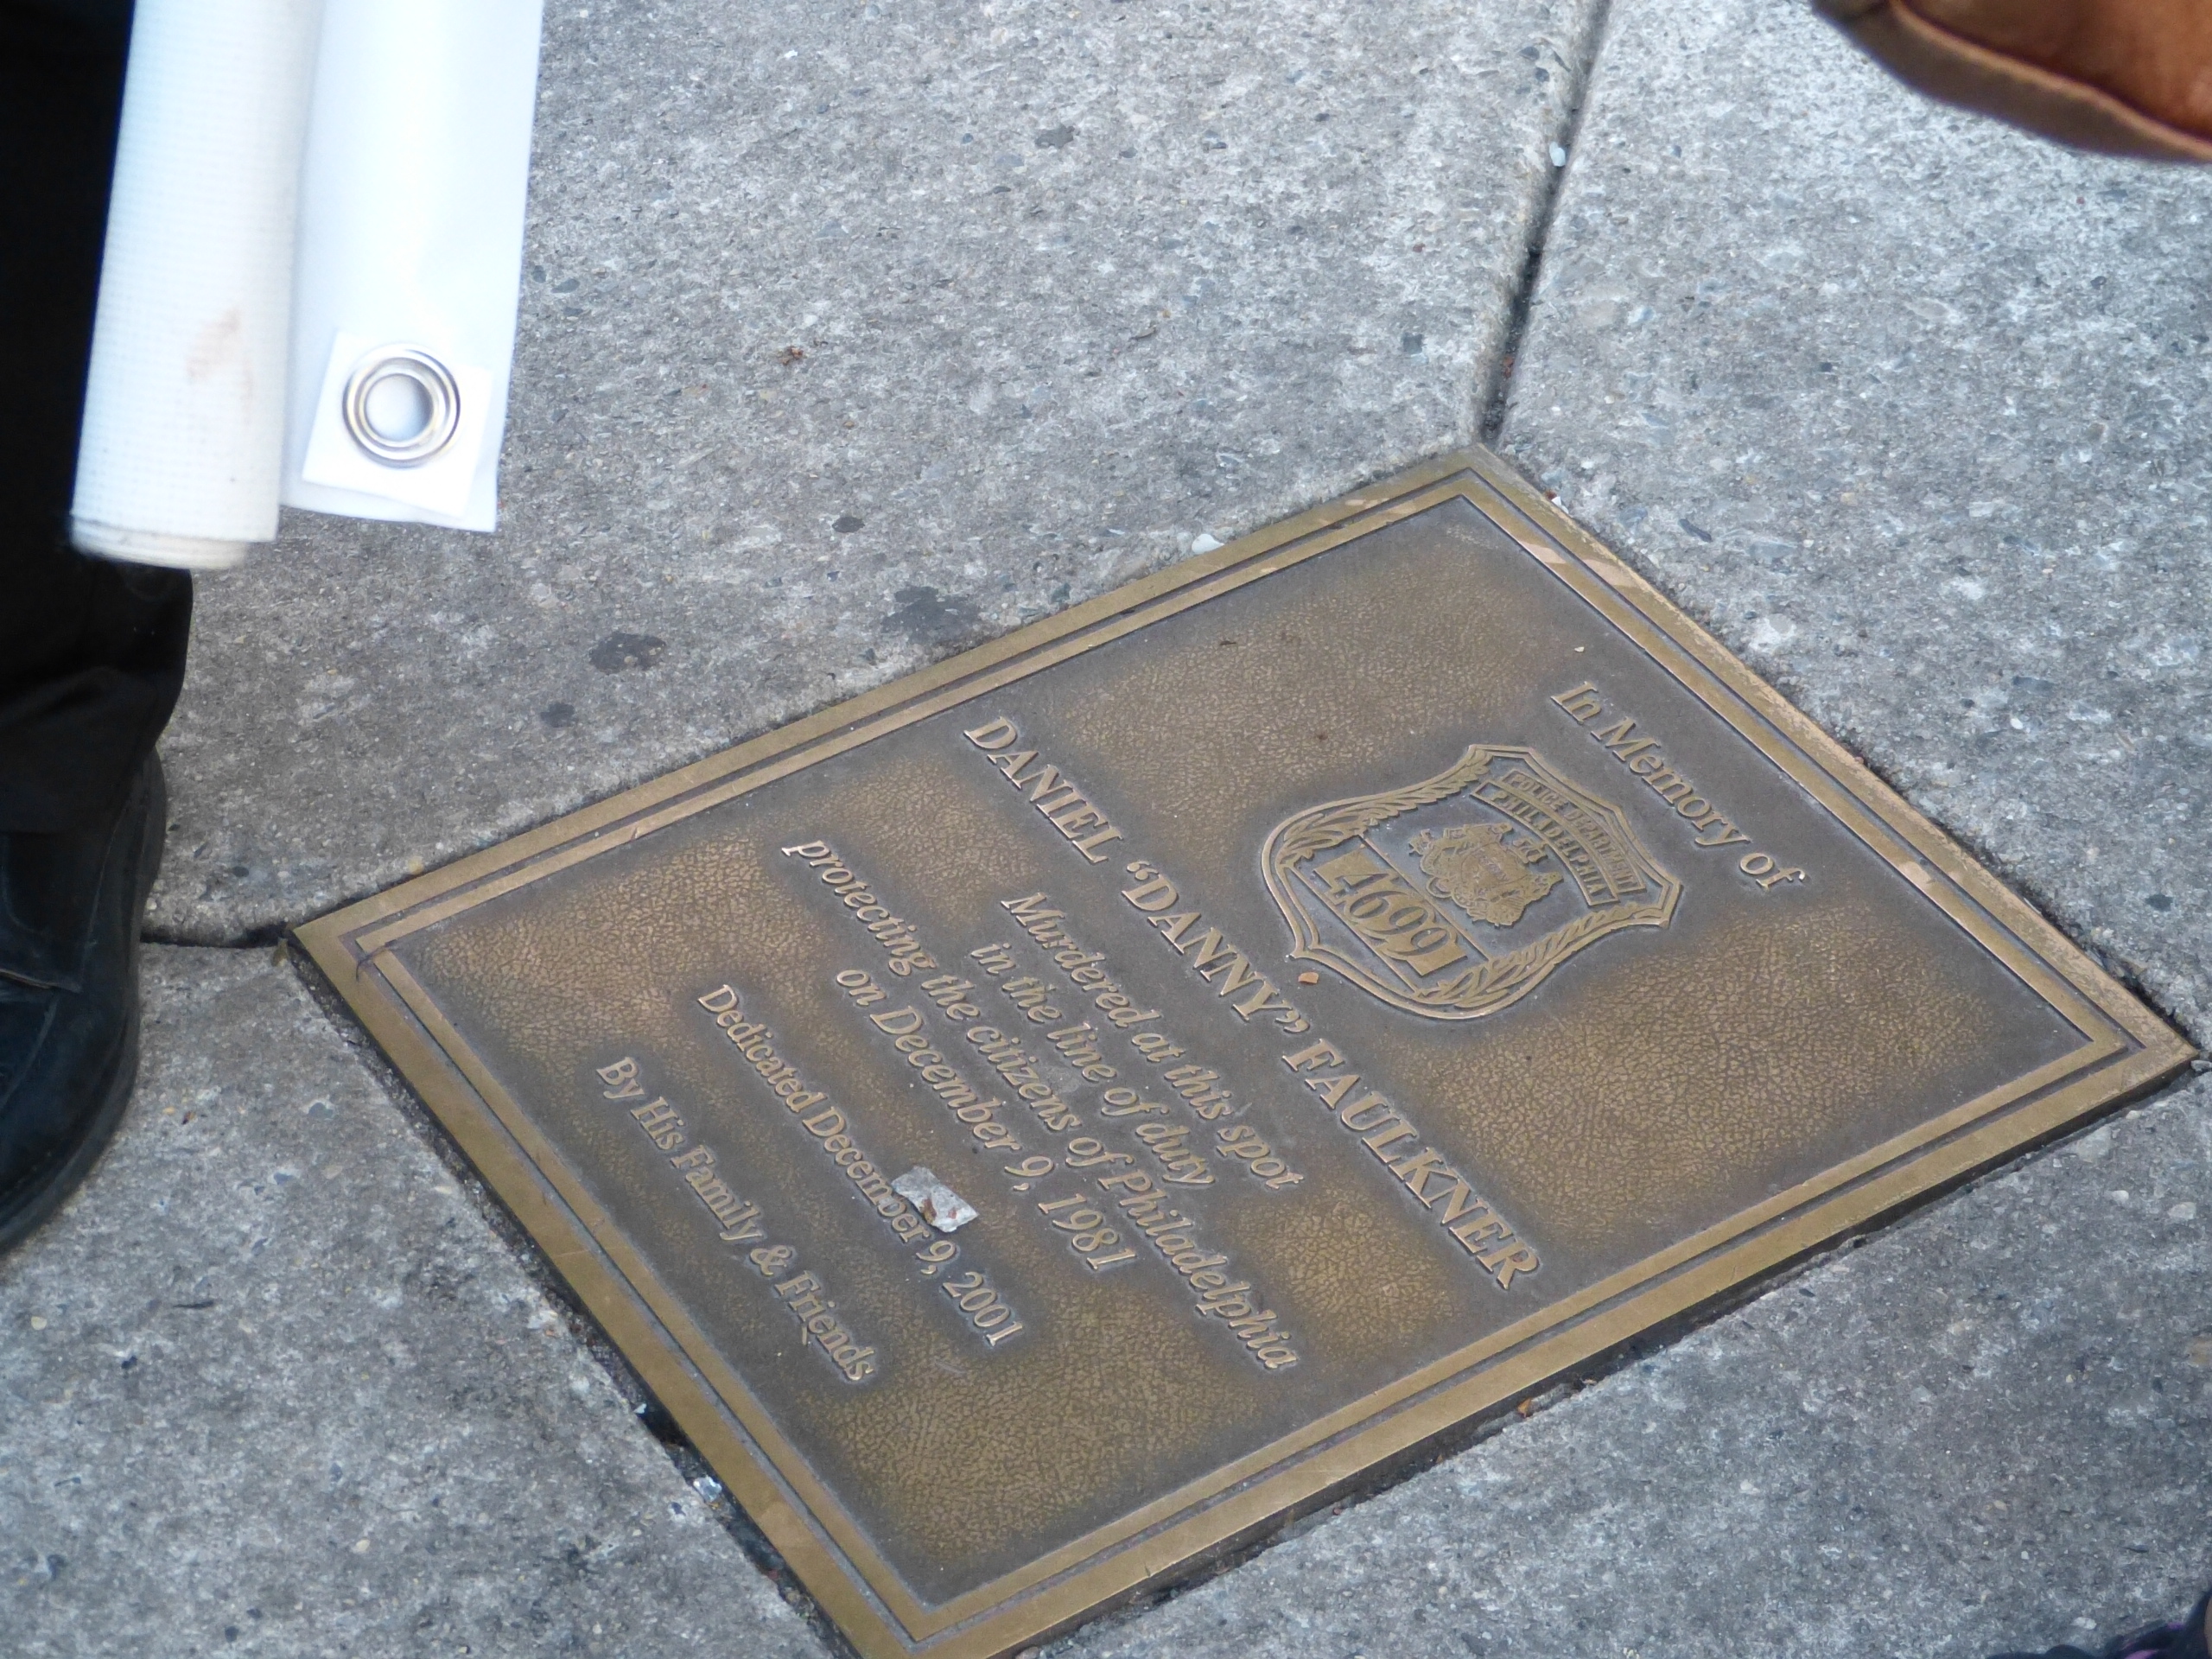 In Memory of
POLICE DEPARTMENT
PHILADELPHIA
4699
DANIEL “DANNY” FAULKNER
Murdered at this spot
in the line of duty
protecting the citizens of Philadelphia
on December 9, 1981
Dedicated December 9, 2001
By His Family & Friends